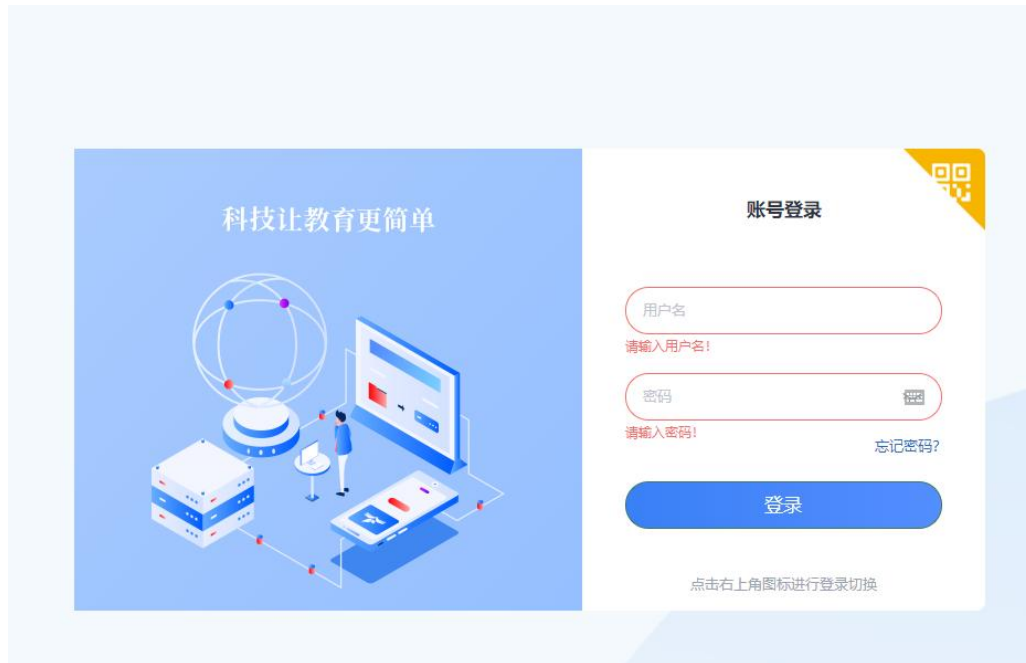 科技让教育更简单
账号登录
用户名
请输入用户名!
密码
请输入密码!
忘记密码?
登录
点击右上角图标进行登录切换